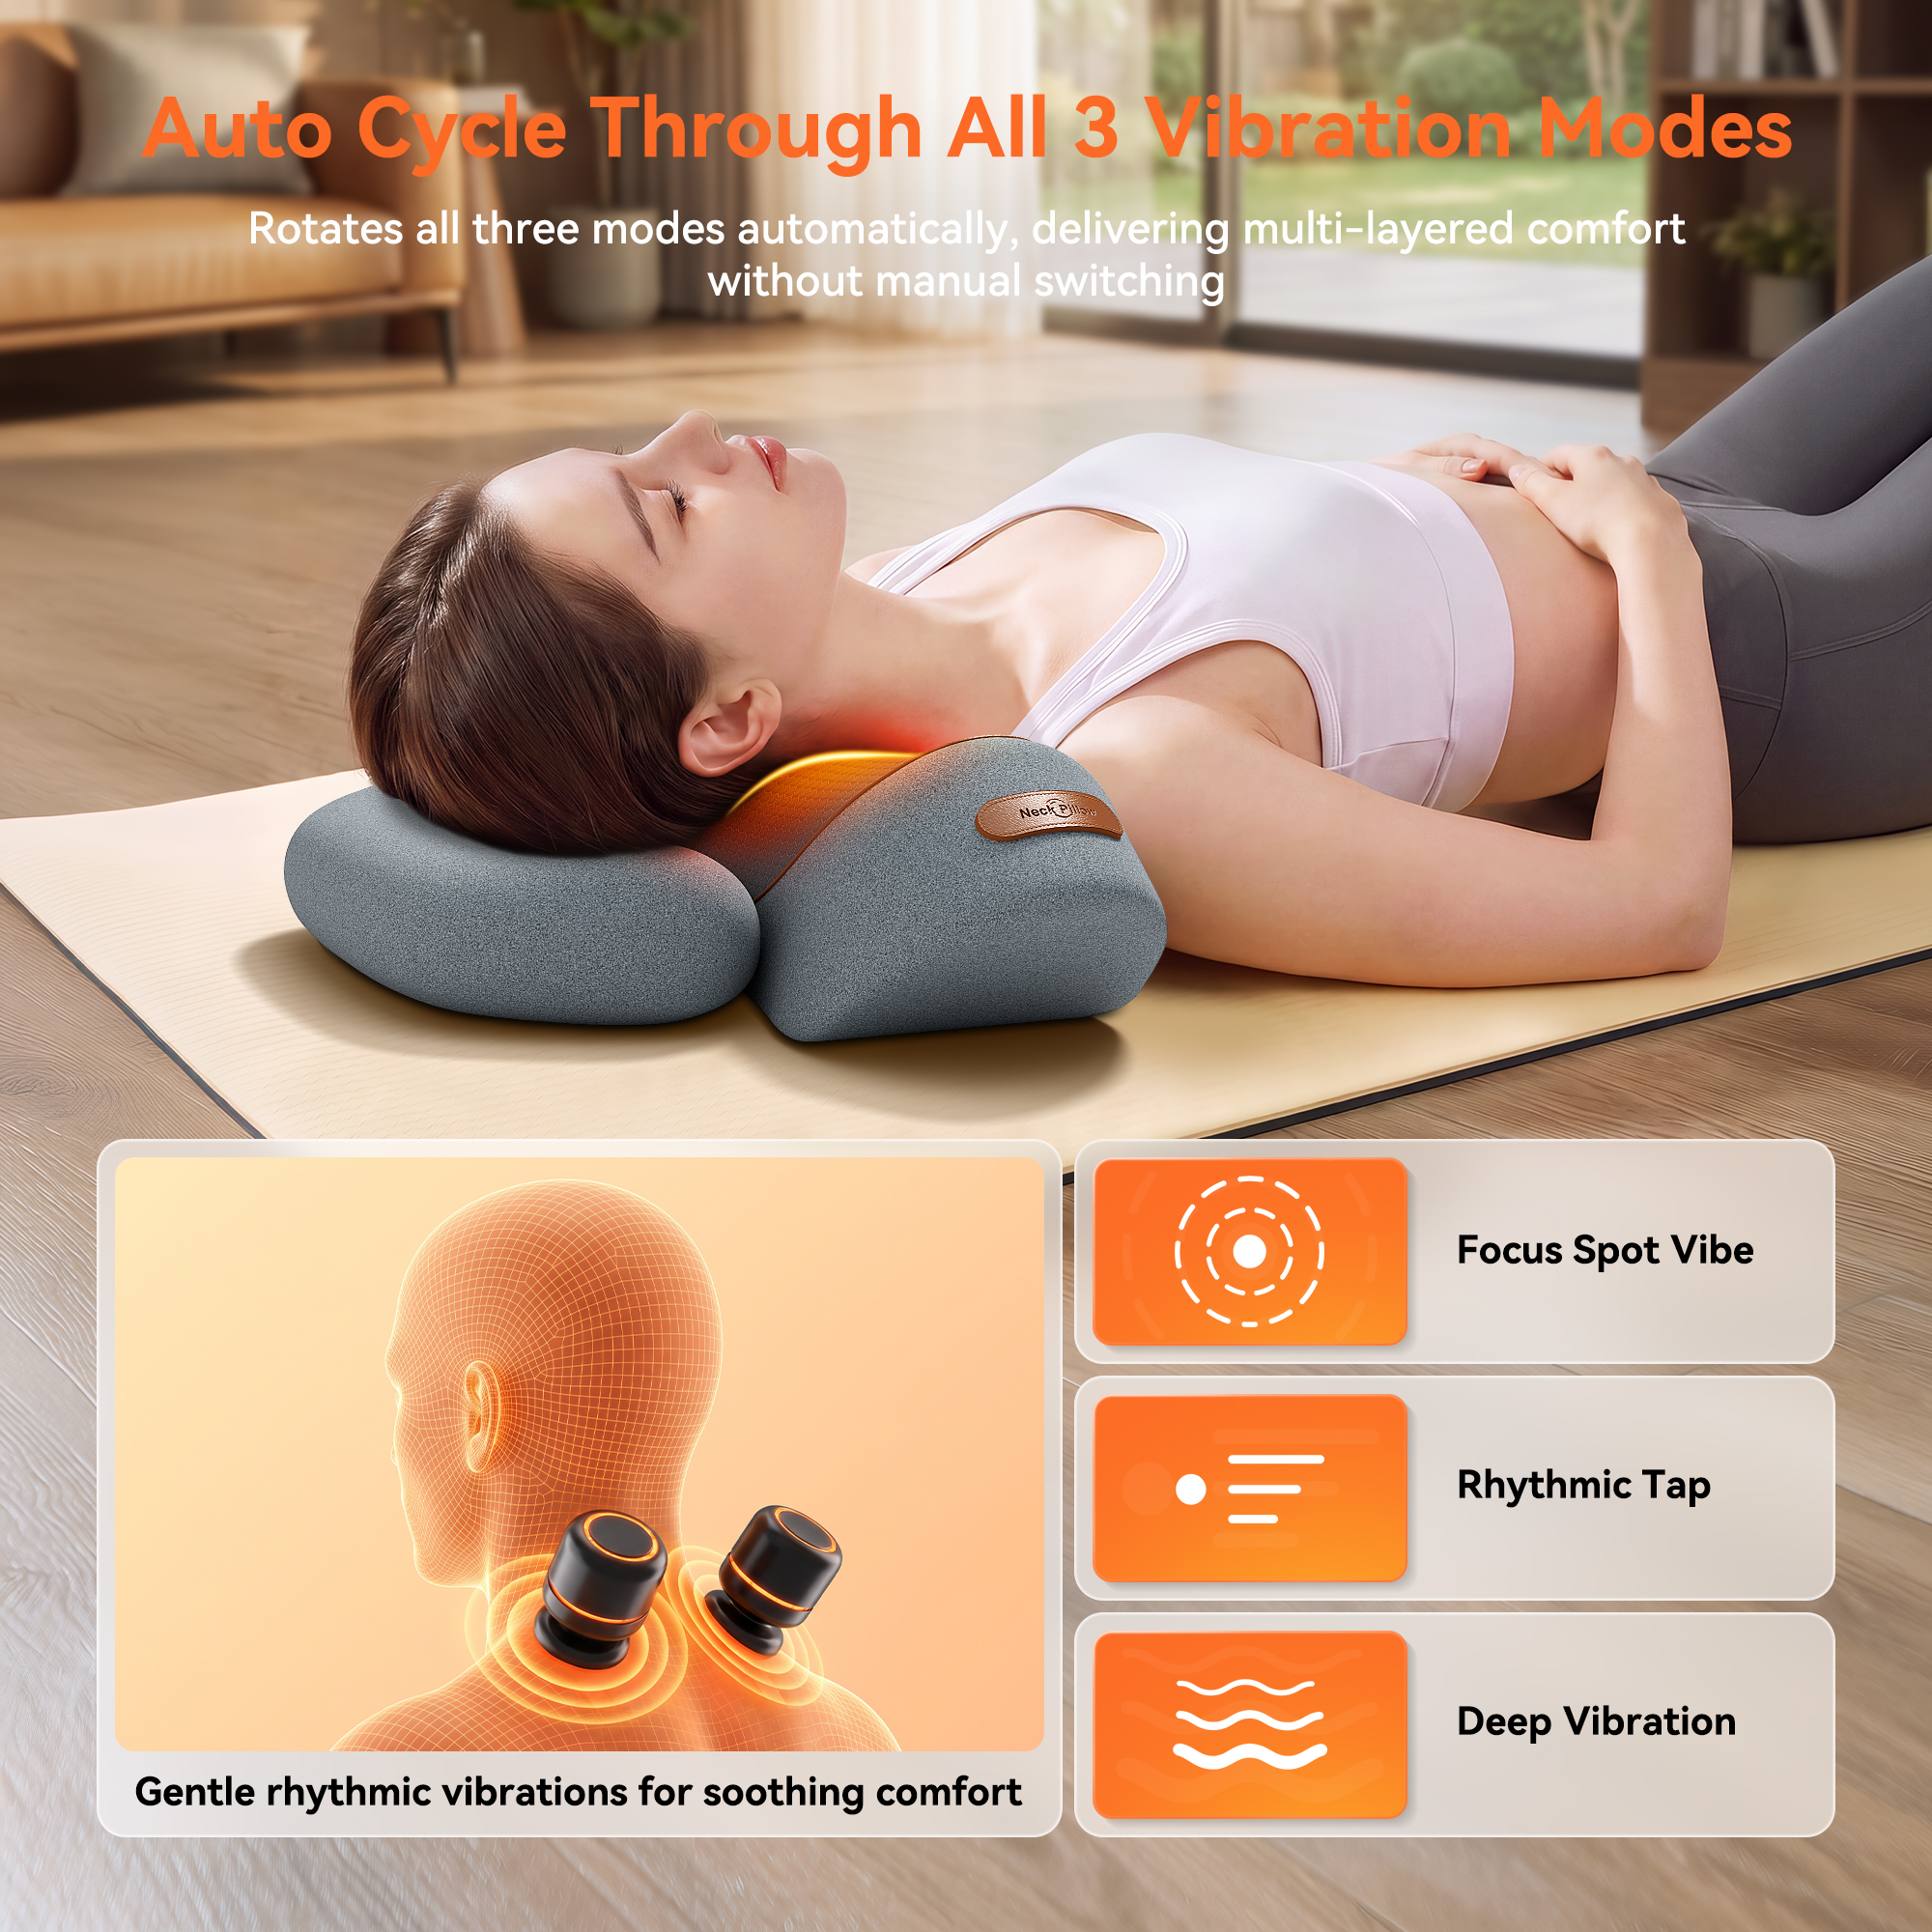 Auto Cycle Through All 3 Vibration Modes
Rotates all three modes automatically, delivering multi-layered comfort
without manual switching
Neck Pillow
Focus Spot Vibe
Rhythmic Tap
Deep Vibration
Gentle rhythmic vibrations for soothing comfort